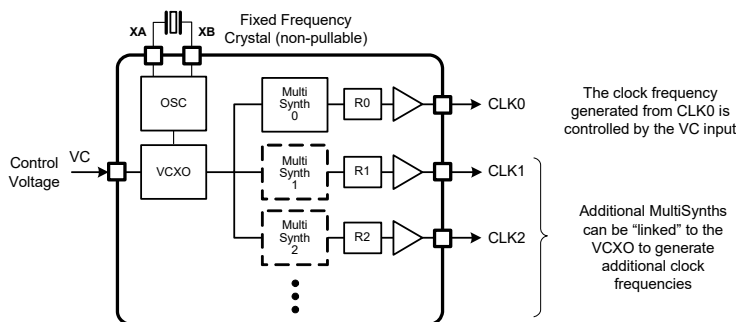 XA
XB
Fixed Frequency
Crystal (non-pullable)
OSC
Control
Voltage
VC
VCXO
Multi
Synth
0
R0
CLK0
Multi
Synth
1
R1
CLK1
Multi
Synth
2
R2
CLK2
The clock frequency
generated from CLK0 is
controlled by the VC input
Additional MultiSynths
can be “linked” to the
VCXO to generate
additional clock
frequencies